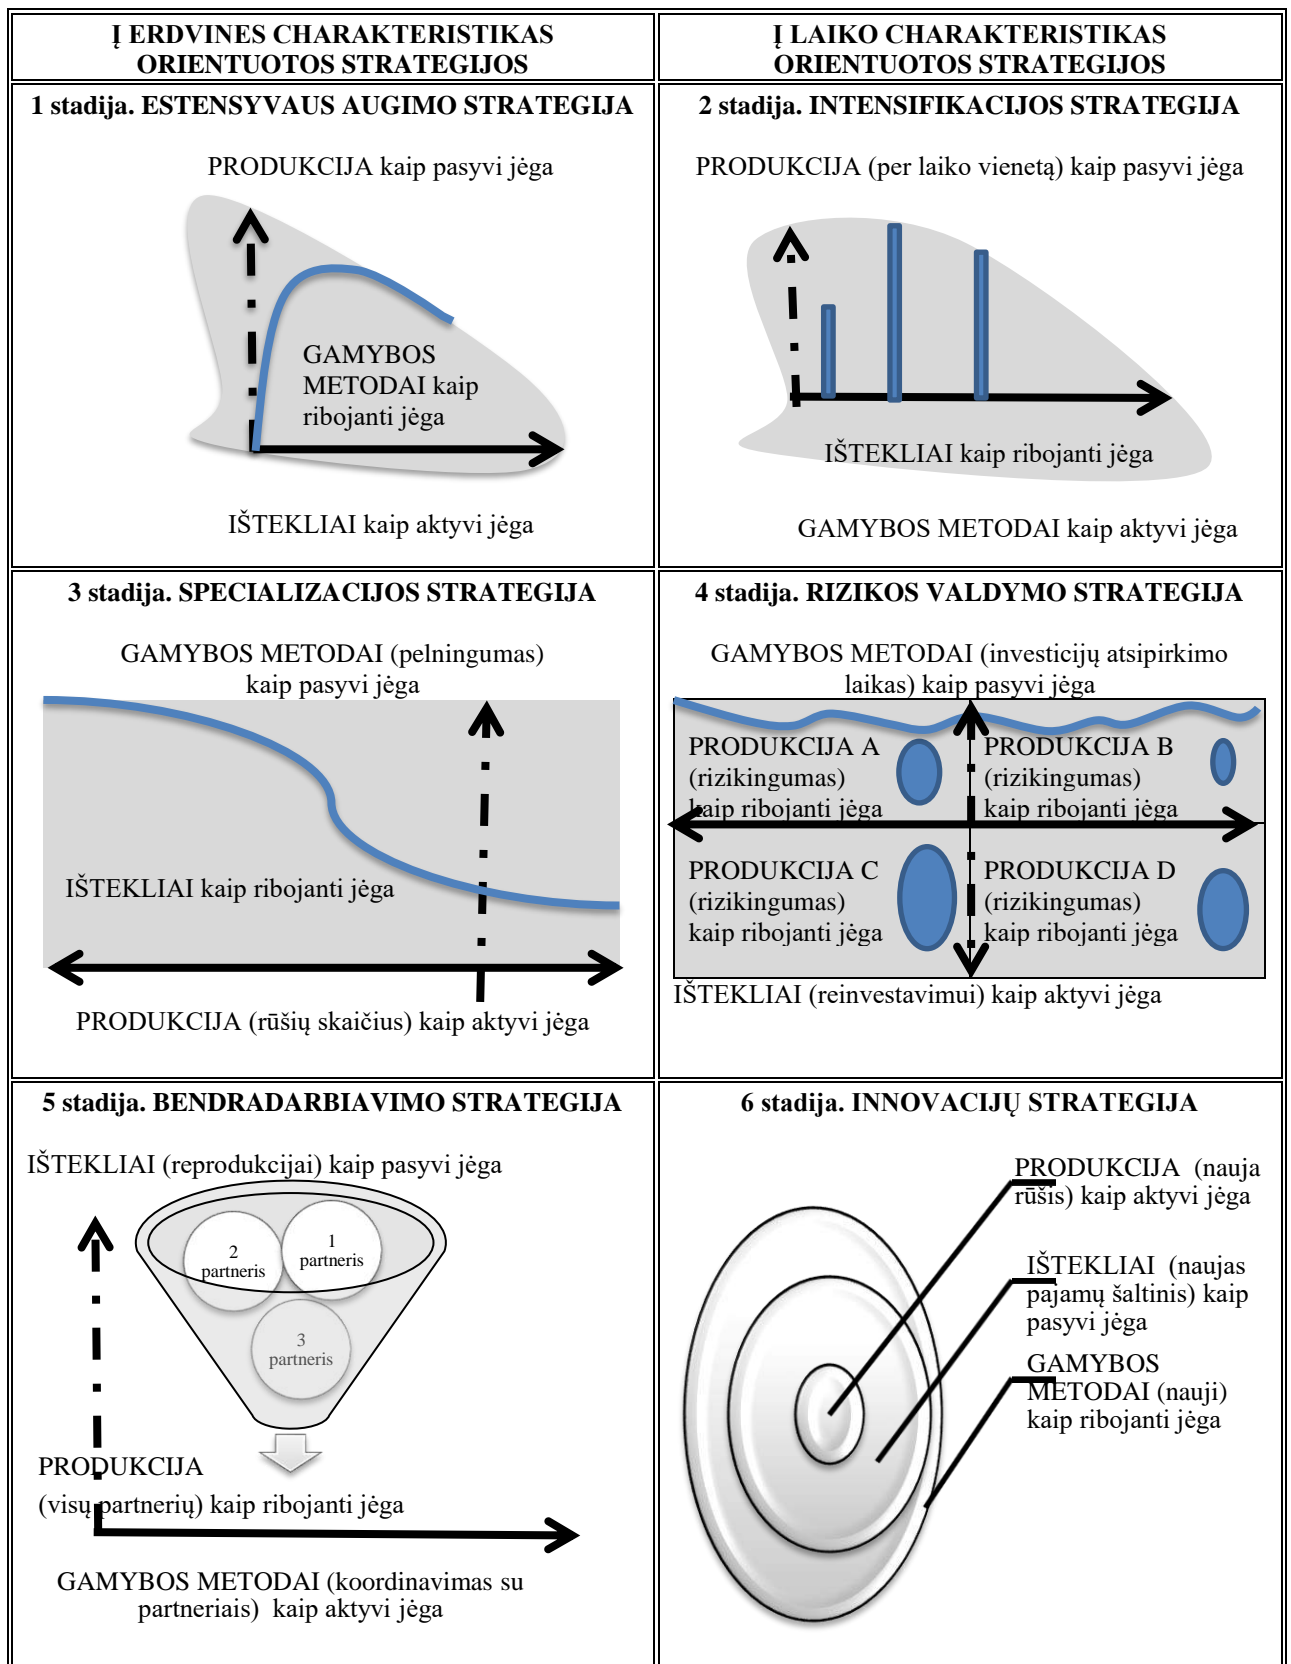 Į ERDVINES CHARAKTERISTIKAS
ORIENTUOTOS STRATEGIJOS
Į LAIKO CHARAKTERISTIKAS
ORIENTUOTOS STRATEGIJOS
1 stadija. ESTENSYVAUS AUGIMO STRATEGIJA
PRODUKCIJA kaip pasyvi jėga
GAMYBOS
METODAI kaip
ribojanti jėga
IŠTEKLIAI kaip aktyvi jėga
2 stadija. INTENSIFIKACIJOS STRATEGIJA
PRODUKCIJA (per laiko vienetą) kaip pasyvi jėga
IŠTEKLIAI kaip ribojanti jėga
GAMYBOS METODAI kaip aktyvi jėga
3 stadija. SPECIALIZACIJOS STRATEGIJA
GAMYBOS METODAI (pelningumas)
kaip pasyvi jėga
IŠTEKLIAI kaip ribojanti jėga
PRODUKCIJA (rūšių skaičius) kaip aktyvi jėga
4 stadija. RIZIKOS VALDYMO STRATEGIJA
GAMYBOS METODAI (investicijų atsipirkimo
laikas) kaip pasyvi jėga
PRODUKCIJA A
(rizikingumas)
kaip ribojanti jėga
PRODUKCIJA B
(rizikingumas)
kaip ribojanti jėga
PRODUKCIJA C
(rizikingumas)
kaip ribojanti jėga
PRODUKCIJA D
(rizikingumas)
kaip ribojanti jėga
IŠTEKLIAI (reinvestavimui) kaip aktyvi jėga
5 stadija. BENDRADARBIAVIMO STRATEGIJA
IŠTEKLIAI (reprodukcijai) kaip pasyvi jėga
2
partneris
1
partneris
3
partneris
PRODUKCIJA
(visų partnerių) kaip ribojanti jėga
GAMYBOS METODAI (koordinavimas su
partneriais) kaip aktyvi jėga
6 stadija. INNOVACIJŲ STRATEGIJA
PRODUKCIJA (nauja
rūšis) kaip aktyvi jėga
IŠTEKLIAI (naujas
pajamų šaltinis) kaip
pasyvi jėga
GAMYBOS
METODAI (nauji)
kaip ribojanti jėga